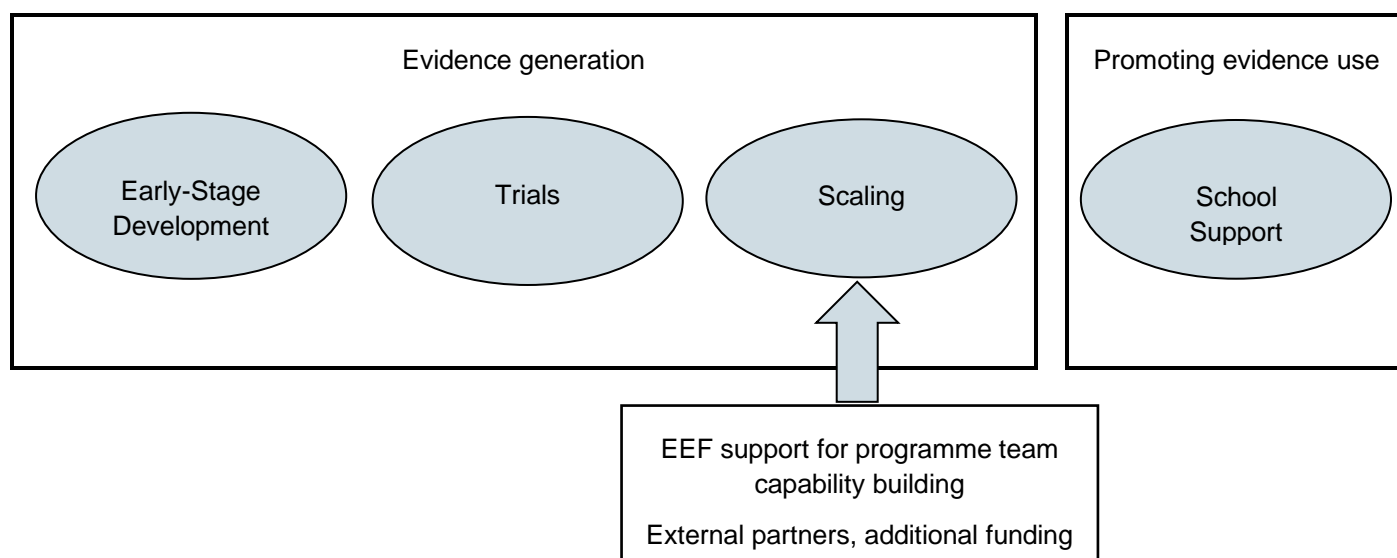 Evidence generation
Promoting evidence use
Early-Stage
Development
Trials
Scaling
School
Support
EEF support for programme team
capability building
External partners, additional funding